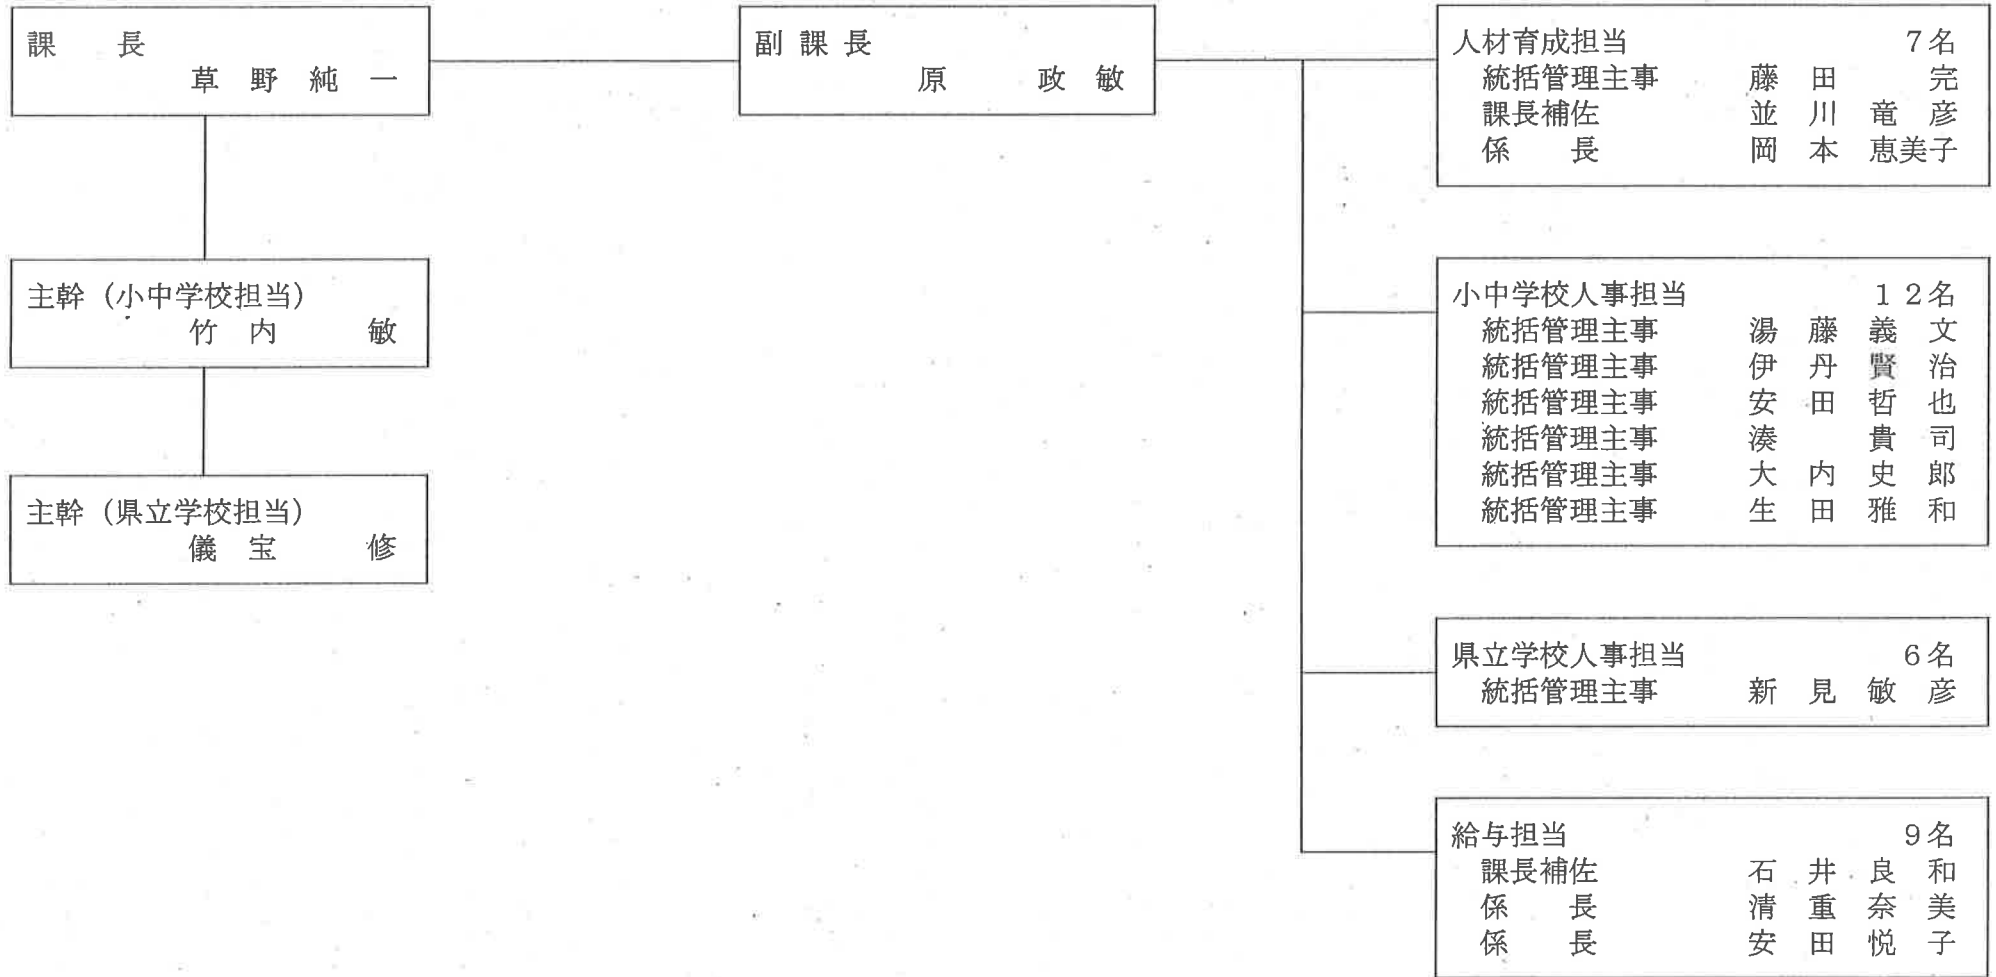 課　　長
草　野　純　一
主幹（小中学校担当）
竹　内　　　敏
主幹（県立学校担当）
儀　宝　　　修
副 課 長
原　　　政　敏
人材育成担当　　　　　　　　　７名
統括管理主事　　　藤　田　　　完
課長補佐　　　　　並　川　竜　彦
係　　長　　　　　岡　本　恵美子
小中学校人事担当　　　　　　１２名
統括管理主事　　　湯　藤　義　文
統括管理主事　　　伊　丹　賢　治
統括管理主事　　　安　田　哲　也
統括管理主事　　　湊　　　貴　司
統括管理主事　　　大　内　史　郎
統括管理主事　　　生　田　雅　和
県立学校人事担当　　　　　　　６名
統括管理主事　　　新　見　敏　彦
給与担当　　　　　　　　　　　９名
課長補佐　　　　　石　井　良　和
係　　長　　　　　清　重　奈　美
係　　長　　　　　安　田　悦　子